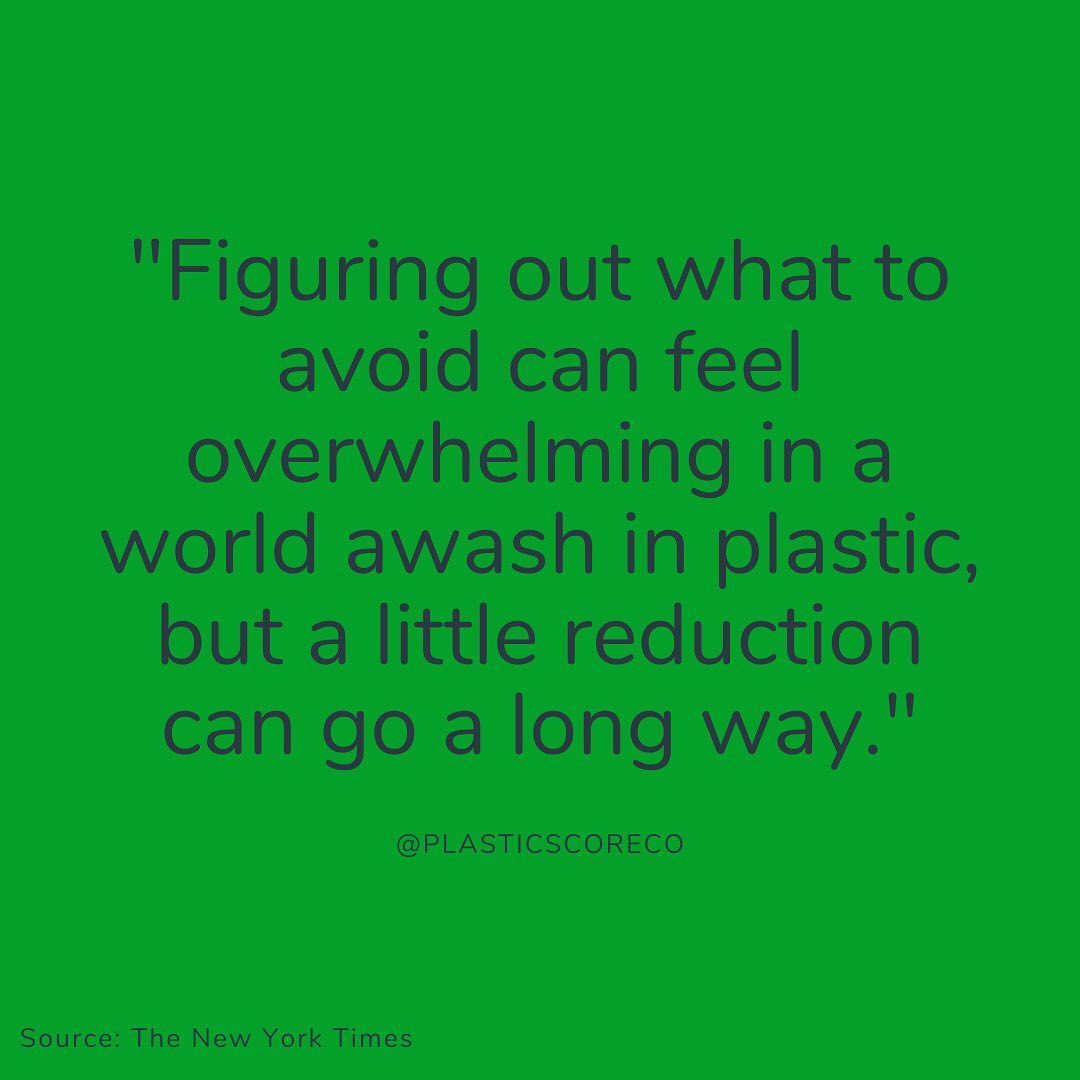 "Figuring out what to
avoid can feel
overwhelming in a
world awash in plastic,
but a little reduction
can go a long way."
@PLASTICSCORECO
Source: The New York Times